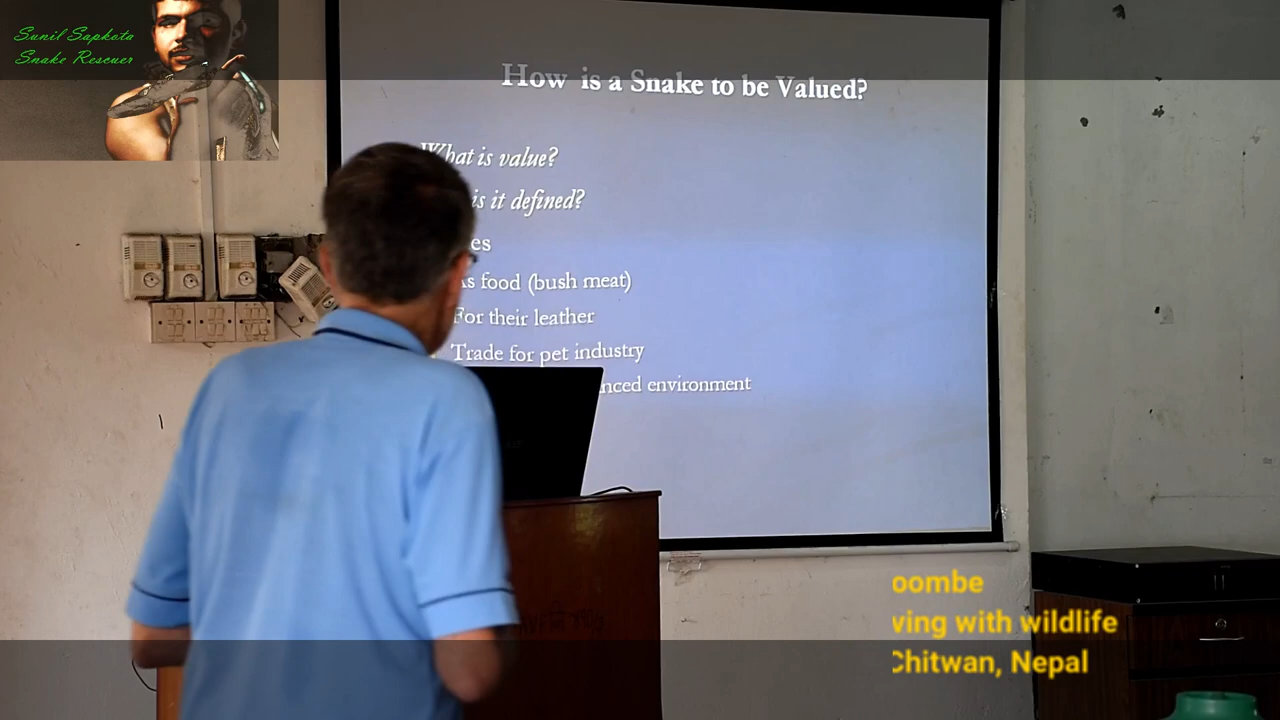 Sunil Sapkota
Snake Rescuer
How is a Snake to be Valued?
What is value?
is it defined?
es
As food (bush meat)
For their leather
Trade for pet industry
nced environment
oombe
ving with wildlife
Chitwan, Nepal